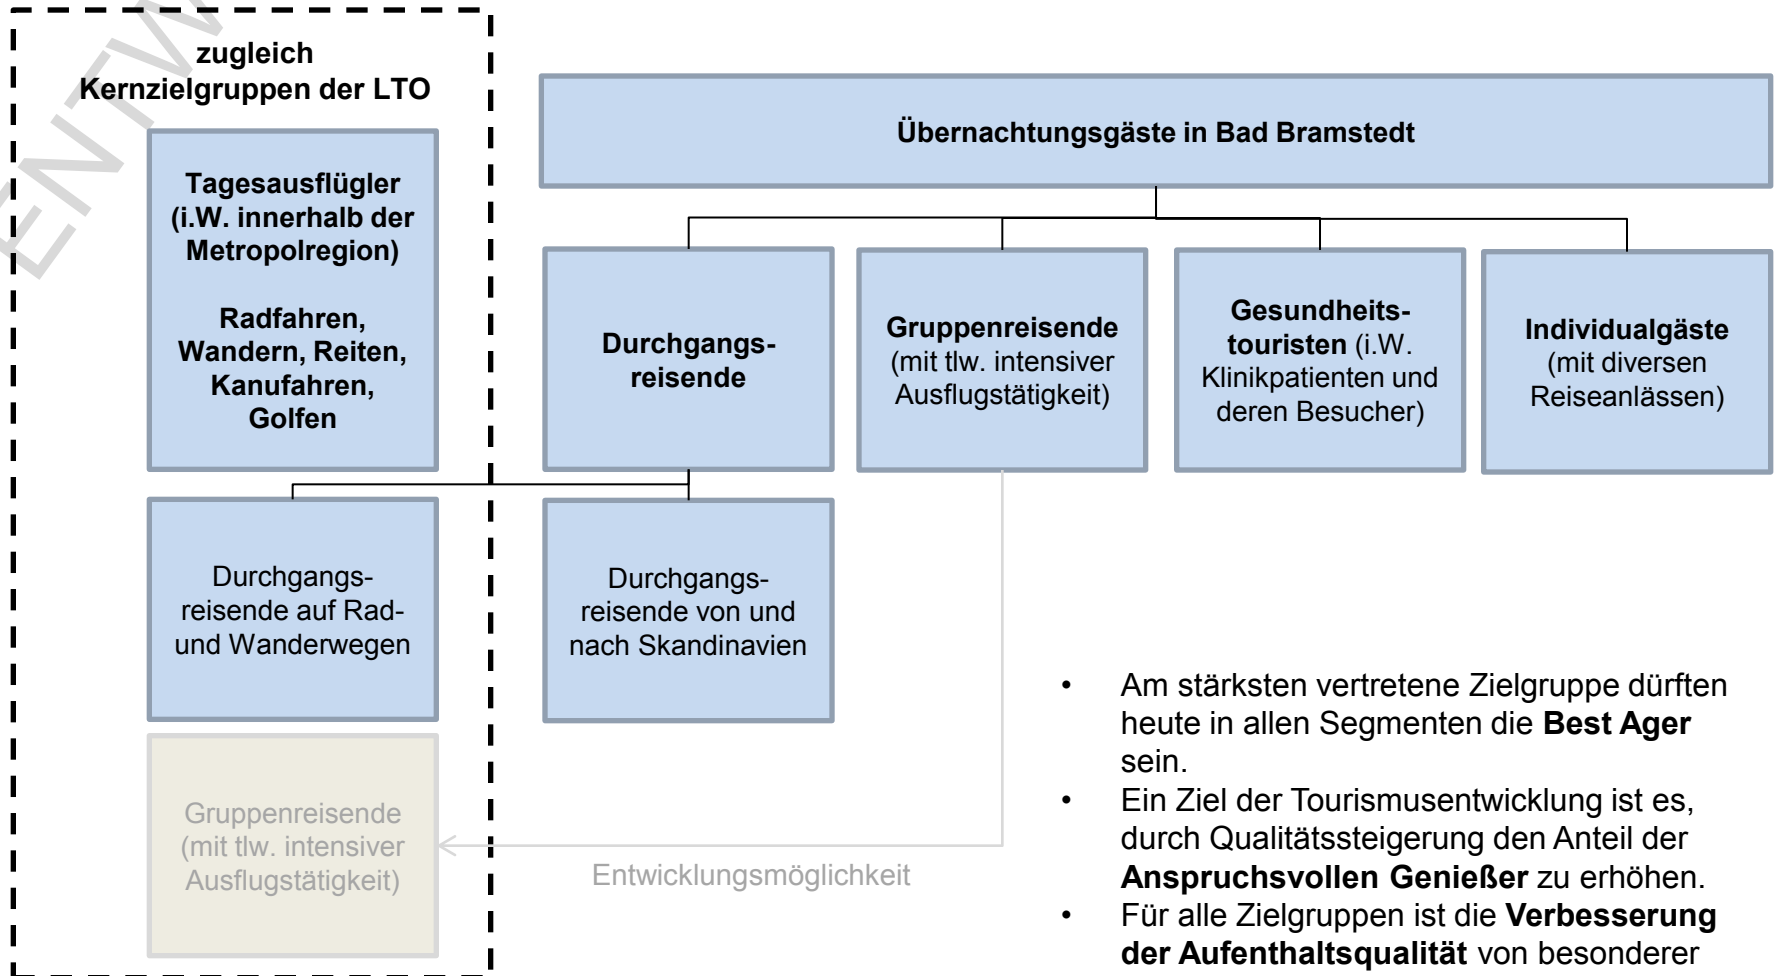 ENTW
zugleich
Kernzielgruppen der LTO
Tagesausflügler
(i.W. innerhalb der
Metropolregion)
Radfahren,
Wandern, Reiten,
Kanufahren,
Golfen
Übernachtungsgäste in Bad Bramstedt
Durchgangs-
reisende
Gruppenreisende
(mit tlw. intensiver
Ausflugstätigkeit)
Gesundheits-
touristen (i.W.
Klinikpatienten und
deren Besucher)
Individualgäste
(mit diversen
Reiseanlässen)
Durchgangs-
reisende auf Rad-
und Wanderwegen
Durchgangs-
reisende von und
nach Skandinavien
Gruppenreisende
(mit tlw. intensiver
Ausflugstätigkeit)
Entwicklungsmöglichkeit
• Am stärksten vertretene Zielgruppe dürften
heute in allen Segmenten die Best Ager
sein.
• Ein Ziel der Tourismusentwicklung ist es,
durch Qualitätssteigerung den Anteil der
Anspruchsvollen Genießer zu erhöhen.
• Für alle Zielgruppen ist die Verbesserung
der Aufenthaltsqualität von besonderer